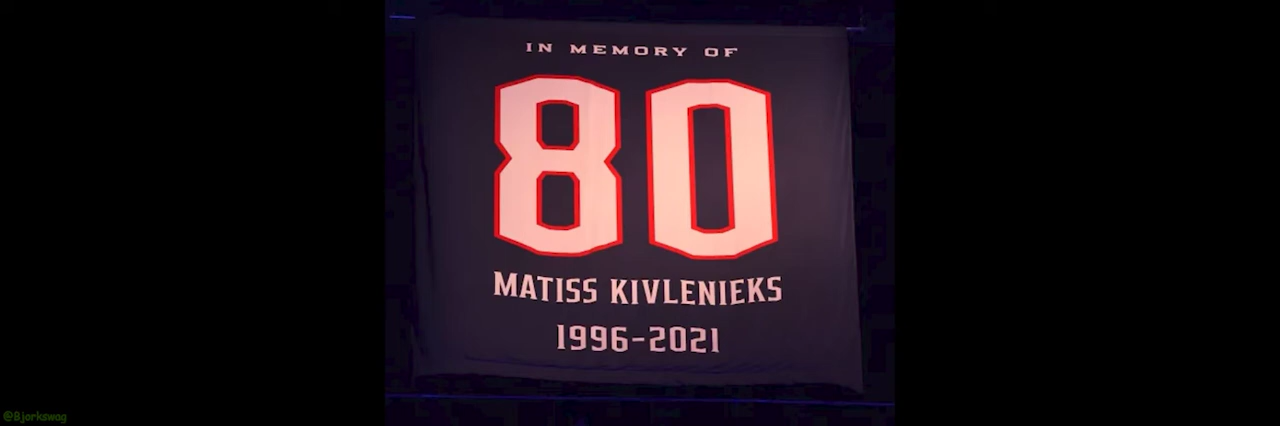 IN MEMORY OF
80
MATISS KIVLENIEKS
1996-2021
@Bjorkswag